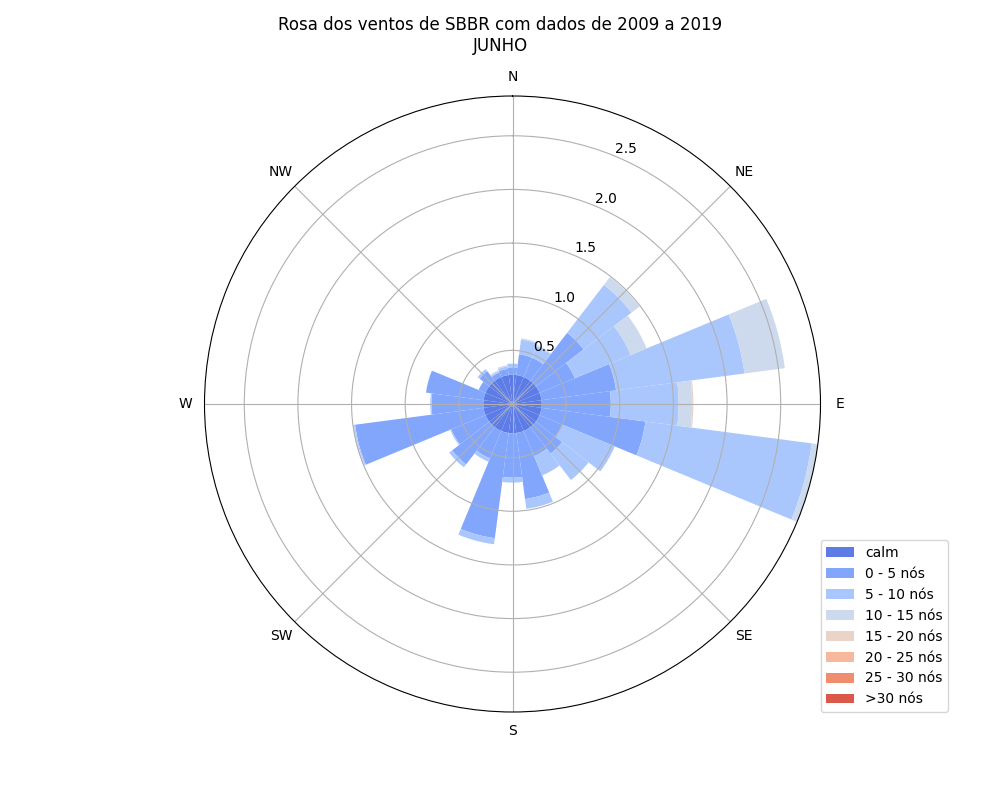 Rosa dos ventos de SBBR com dados de 2009 a 2019
JUNHO
N
NW
NE
2.5
2.0
1.5
1.0
0.5
W
E
SW
SE
S
calm
0 - 5 nós
5 - 10 nós
10 - 15 nós
15 - 20 nós
20 - 25 nós
25 - 30 nós
>30 nós